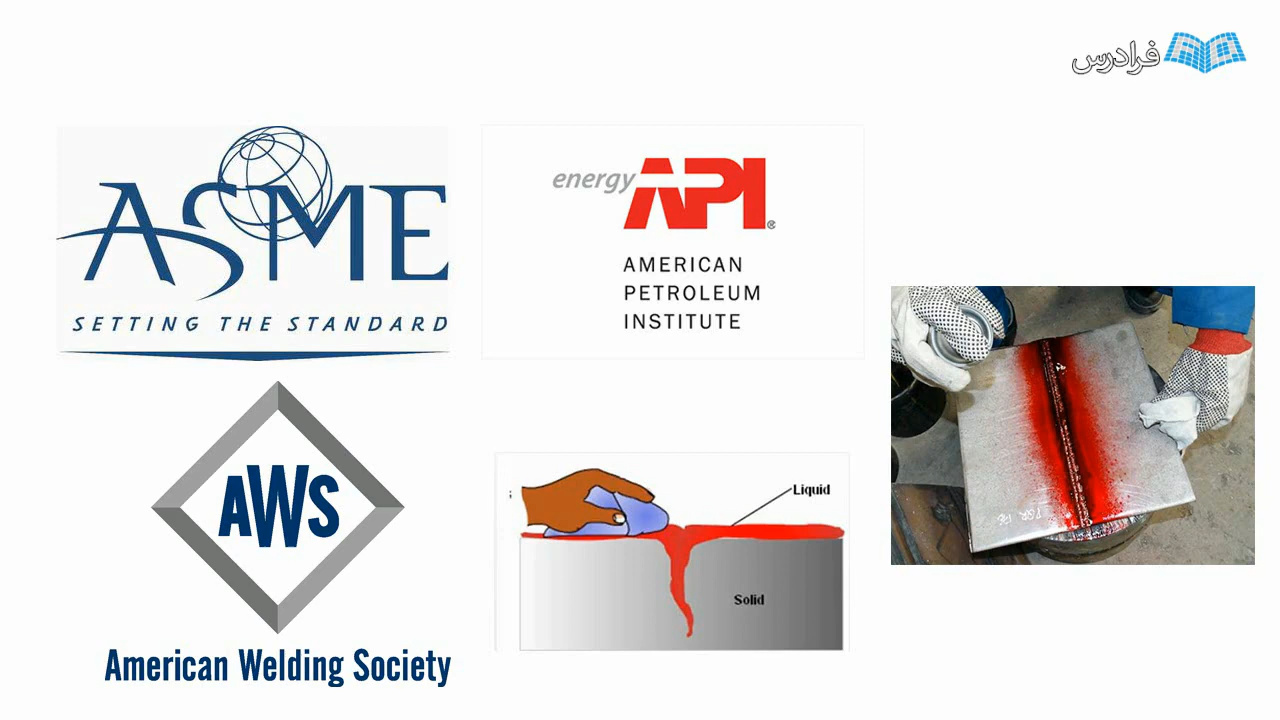 فرادرس
ASME
SETTING THE STANDARD
energy API®
AMERICAN
PETROLEUM
INSTITUTE
AWS
American Welding Society
Liquid
Solid